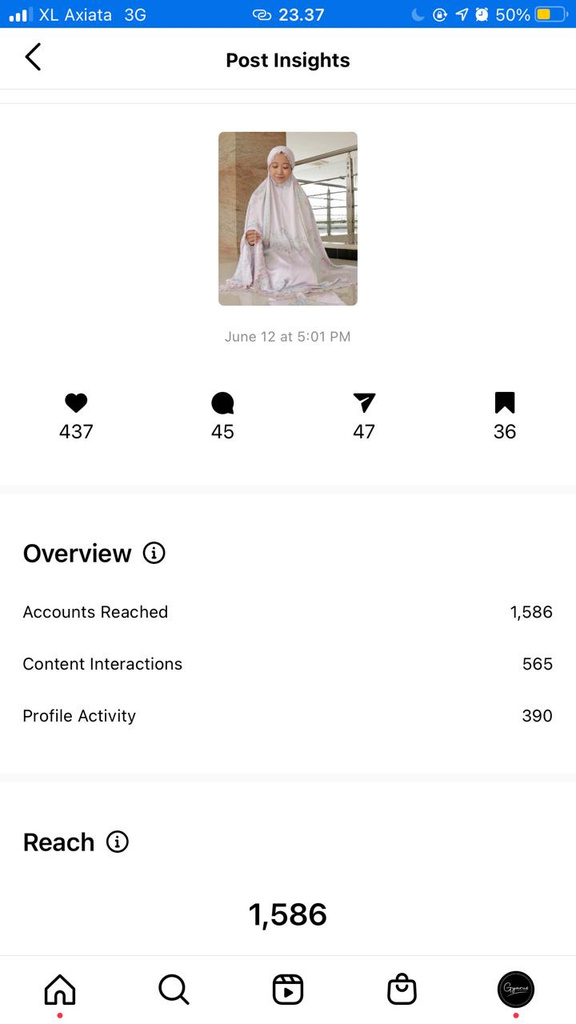 XL Axiata 3G 23.37 50%
Post Insights
June 12 at 5:01 PM
437 45 47 36
Overview
Accounts Reached 1,586
Content Interactions 565
Profile Activity 390
Reach
1,586